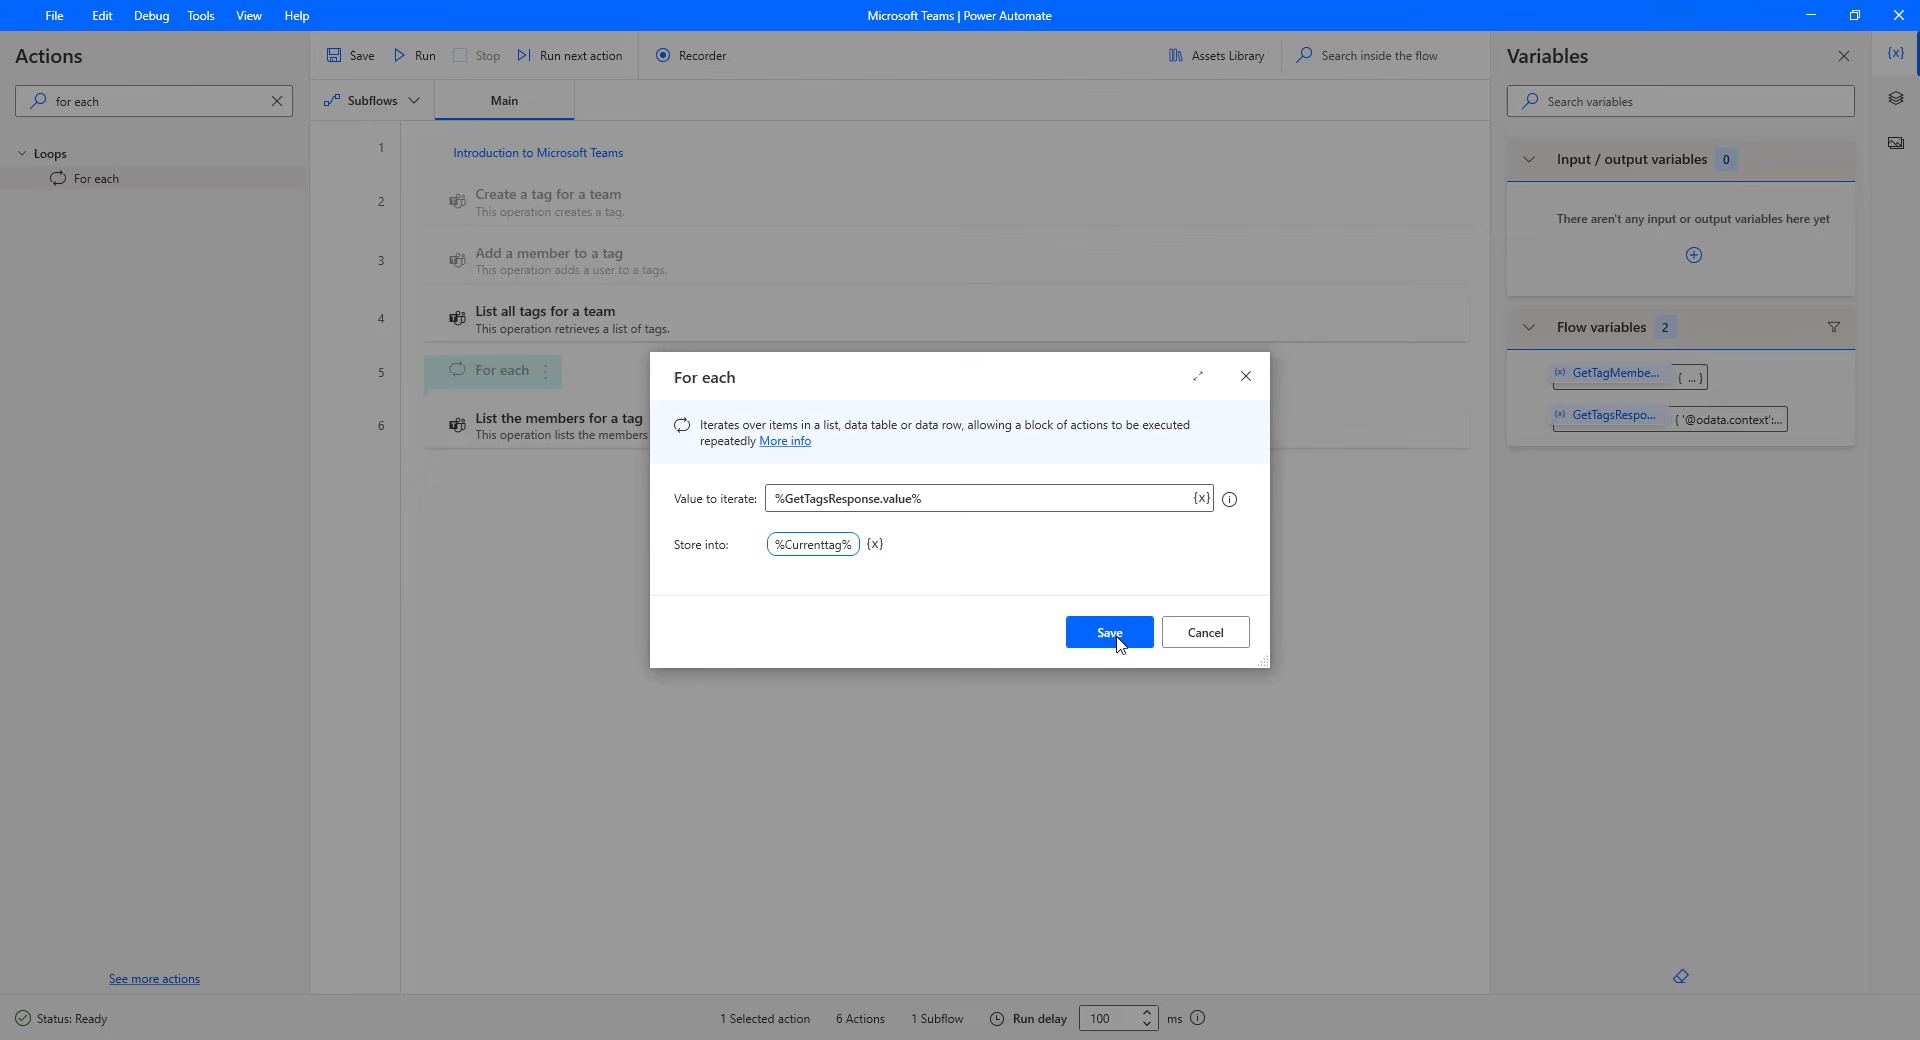 File Edit Debug Tools View Help
Microsoft Teams | Power Automate
Actions
for each
Loops
For each
See more actions
Save Run Stop Run next action Recorder
Assets Library Search inside the flow
Subflows Main
1 Introduction to Microsoft Teams
2 Create a tag for a team
This operation creates a tag.
3 Add a member to a tag
This operation adds a user to a tags.
4 List all tags for a team
This operation retrieves a list of tags.
5 For each
6 List the members for a tag
This operation lists the members
For each
Iterates over items in a list, data table or data row, allowing a block of actions to be executed
repeatedly More info
Value to iterate: %GetTagsResponse.value% {x}
Store into: %Currenttag% {x}
Save Cancel
Variables
{x}
Search variables
Input / output variables 0
There aren't any input or output variables here yet
Flow variables 2
(x) GetTagMembe... { ... }
(x) GetTagsRespo... { '@odata.context':...
Status: Ready
1 Selected action 6 Actions 1 Subflow Run delay 100 ms